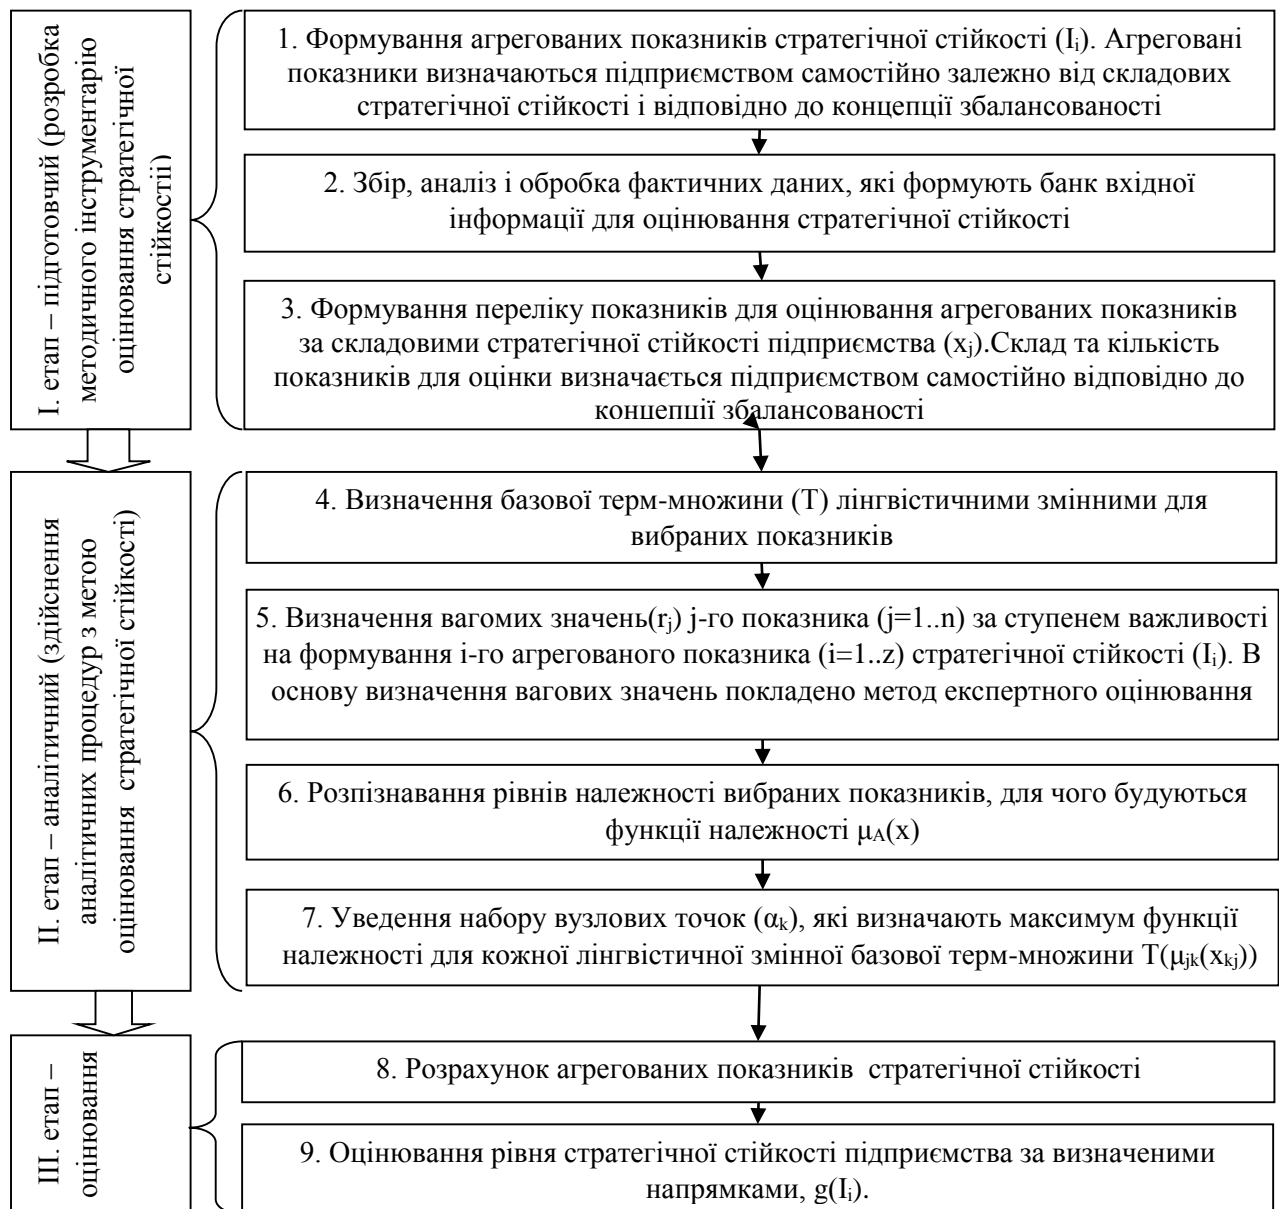 I. етап – підготовчий (розробка
методичного інструментарію
оцінювання стратегічної
стійкості)
1. Формування агрегованих показників стратегічної стійкості (Ii). Агреговані
показники визначаються підприємством самостійно залежно від складових
стратегічної стійкості і відповідно до концепції збалансованості
2. Збір, аналіз і обробка фактичних даних, які формують банк вхідної
інформації для оцінювання стратегічної стійкості
3. Формування переліку показників для оцінювання агрегованих показників
за складовими стратегічної стійкості підприємства (xj).Склад та кількість
показників для оцінки визначається підприємством самостійно відповідно до
концепції збалансованості
II. етап – аналітичний (здійснення
аналітичних процедур з метою
оцінювання стратегічної стійкості)
4. Визначення базової терм-множини (T) лінгвістичними змінними для
вибраних показників
5. Визначення вагомих значень(rj) j-го показника (j=1..n) за ступенем важливості
на формування i-го агрегованого показника (i=1..z) стратегічної стійкості (Ii). В
основу визначення вагових значень покладено метод експертного оцінювання
6. Розпізнавання рівнів належності вибраних показників, для чого будуються
функції належності μA(x)
7. Уведення набору вузлових точок (αk), які визначають максимум функції
належності для кожної лінгвістичної змінної базової терм-множини T(μjk(xkj))
III. етап –
оцінювання
8. Розрахунок агрегованих показників стратегічної стійкості
9. Оцінювання рівня стратегічної стійкості підприємства за визначеними
напрямками, g(Ii).